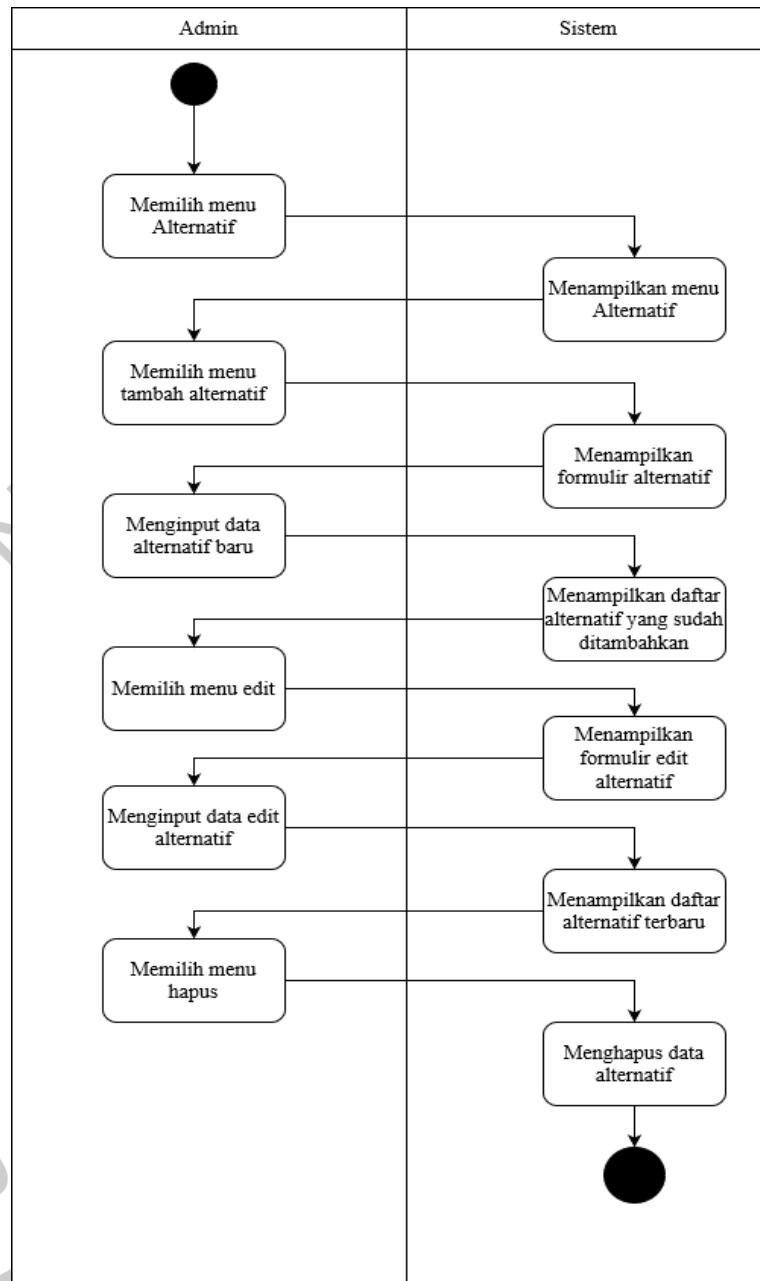 Admin
Sistem
Memilih menu
Alternatif
Menampilkan menu
Alternatif
Memilih menu
tambah alternatif
Menampilkan
formulir alternatif
Menginput data
alternatif baru
Menampilkan daftar
alternatif yang sudah
ditambahkan
Memilih menu edit
Menampilkan
formulir edit
alternatif
Menginput data edit
alternatif
Menampilkan daftar
alternatif terbaru
Memilih menu
hapus
Menghapus data
alternatif